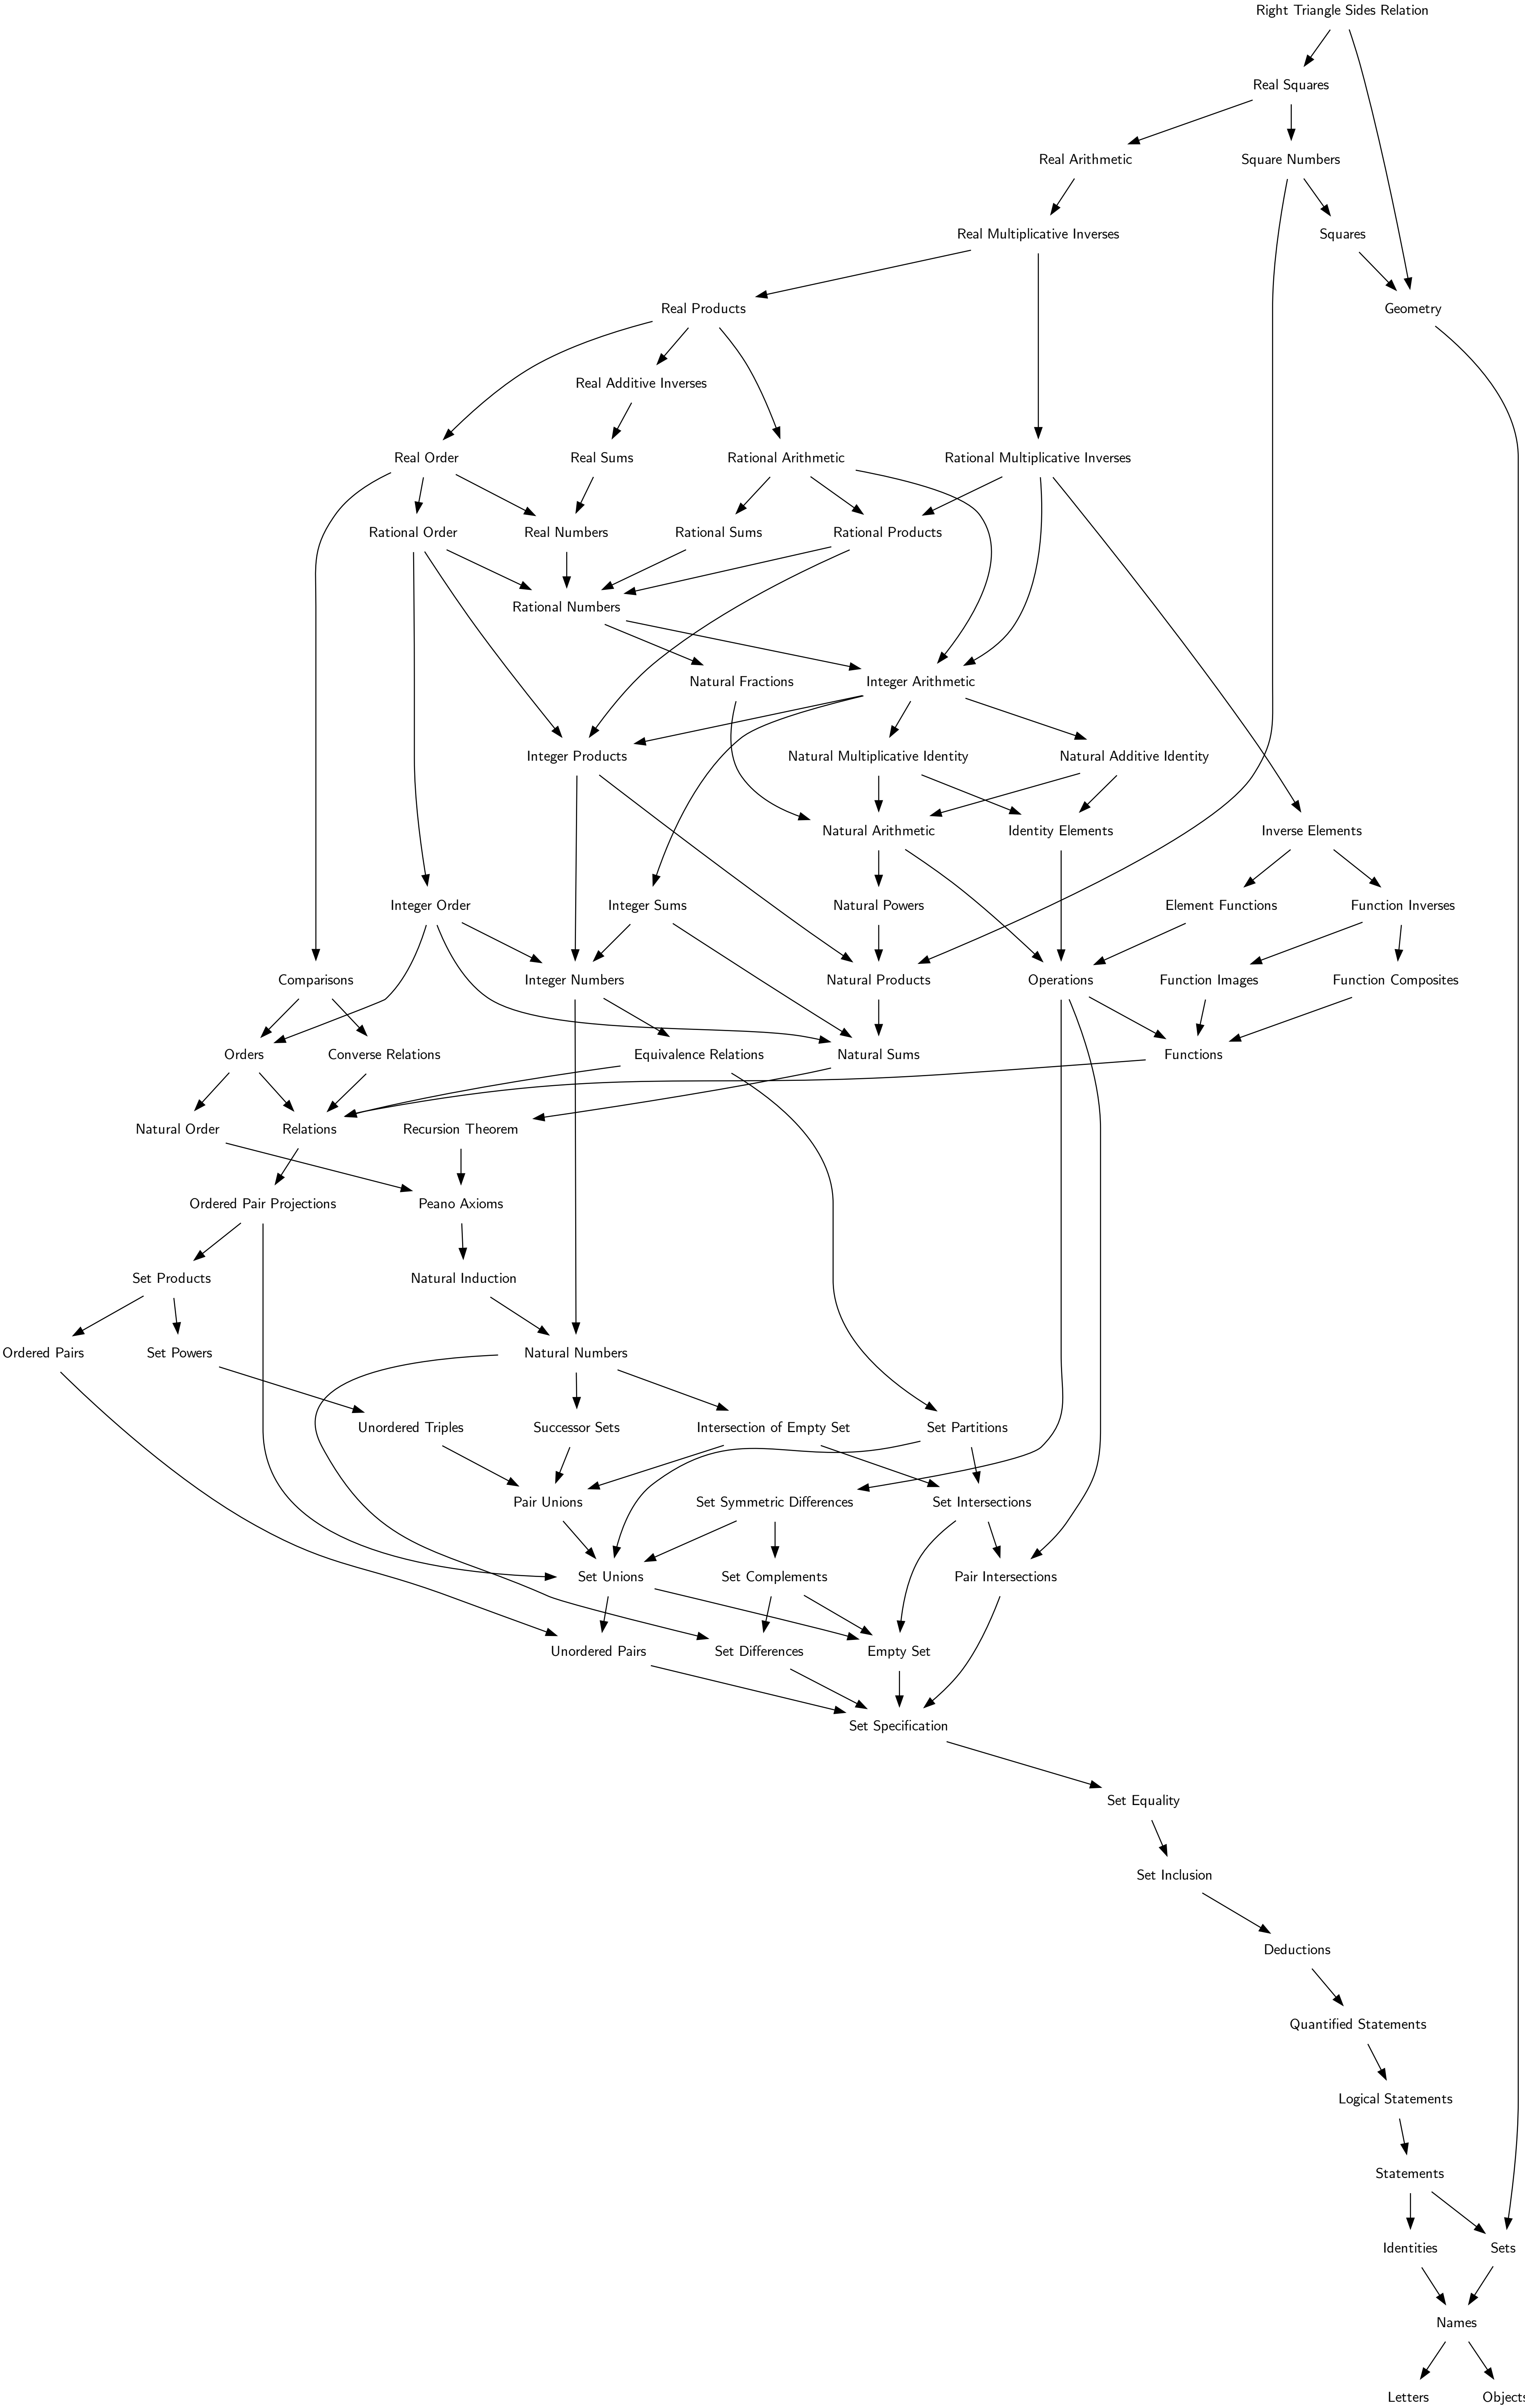 Right Triangle Sides Relation
Real Squares
Real Arithmetic
Square Numbers
Real Multiplicative Inverses
Squares
Real Products
Geometry
Real Additive Inverses
Real Order
Real Sums
Rational Arithmetic
Rational Multiplicative Inverses
Rational Order
Real Numbers
Rational Sums
Rational Products
Rational Numbers
Natural Fractions
Integer Arithmetic
Integer Products
Natural Multiplicative Identity
Natural Additive Identity
Natural Arithmetic
Identity Elements
Inverse Elements
Integer Order
Integer Sums
Natural Powers
Element Functions
Function Inverses
Comparisons
Integer Numbers
Natural Products
Operations
Function Images
Function Composites
Orders
Converse Relations
Equivalence Relations
Natural Sums
Functions
Natural Order
Relations
Recursion Theorem
Ordered Pair Projections
Peano Axioms
Set Products
Natural Induction
Ordered Pairs
Set Powers
Natural Numbers
Unordered Triples
Successor Sets
Intersection of Empty Set
Set Partitions
Pair Unions
Set Symmetric Differences
Set Intersections
Set Unions
Set Complements
Pair Intersections
Unordered Pairs
Set Differences
Empty Set
Set Specification
Set Equality
Set Inclusion
Deductions
Quantified Statements
Logical Statements
Statements
Identities
Sets
Names
Letters
Objects